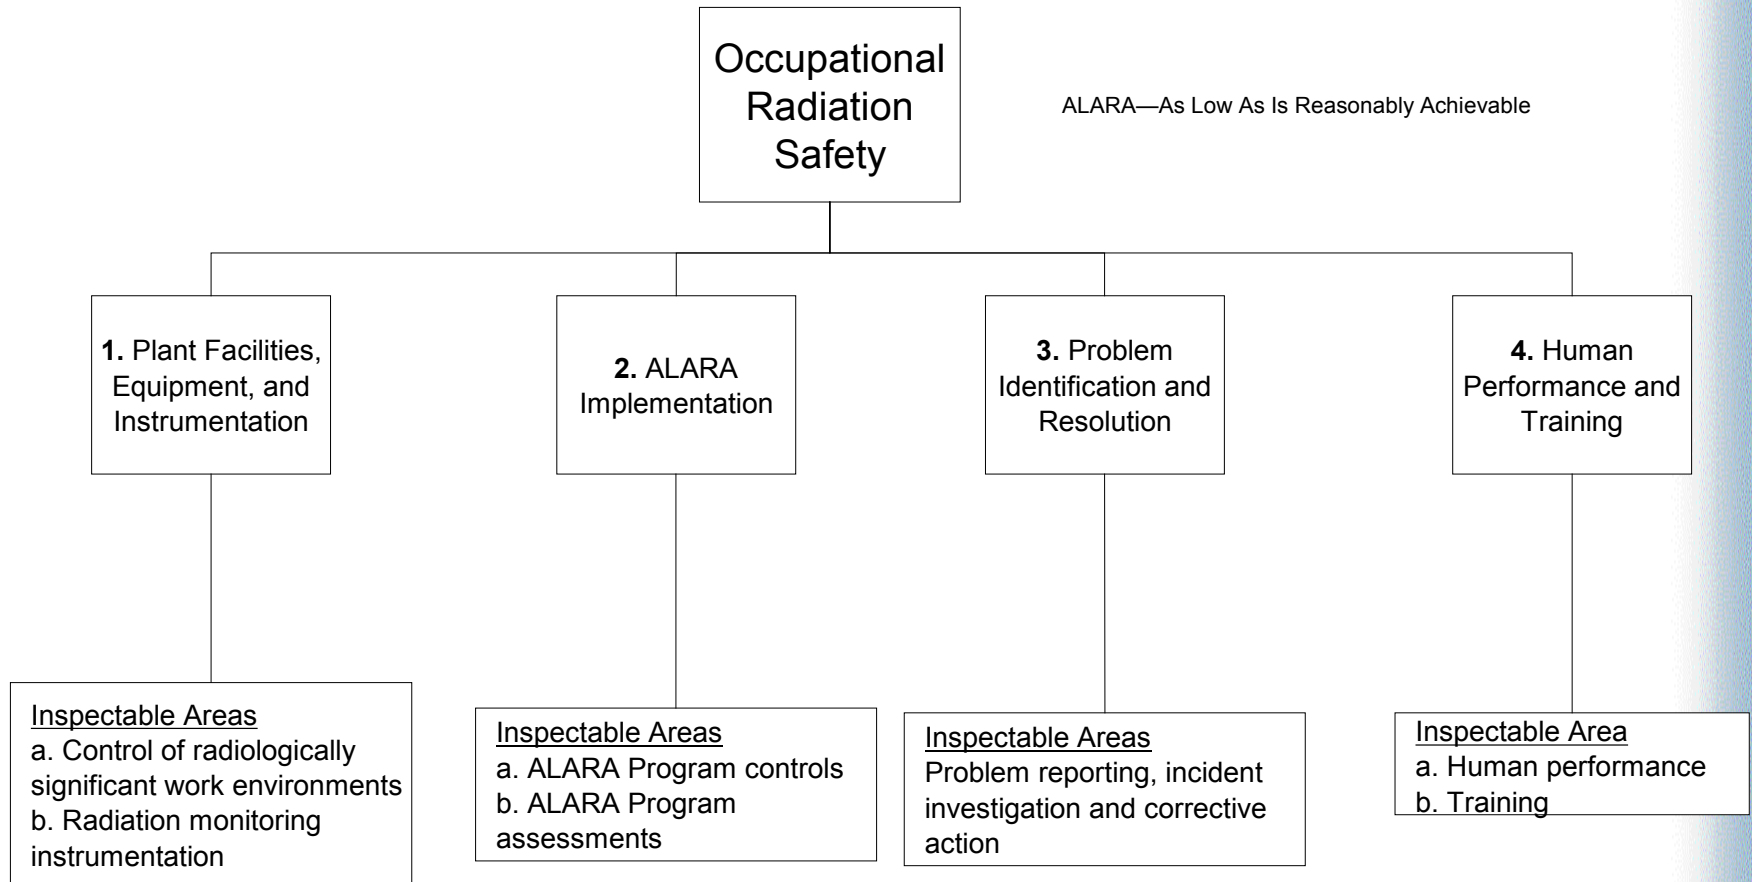 Occupational
Radiation
Safety
ALARA—As Low As Is Reasonably Achievable
1. Plant Facilities,
Equipment, and
Instrumentation
2. ALARA
Implementation
3. Problem
Identification and
Resolution
4. Human
Performance and
Training
Inspectable Areas
a. Control of radiologically
significant work environments
b. Radiation monitoring
instrumentation
Inspectable Areas
a. ALARA Program controls
b. ALARA Program
assessments
Inspectable Areas
Problem reporting, incident
investigation and corrective
action
Inspectable Area
a. Human performance
b. Training